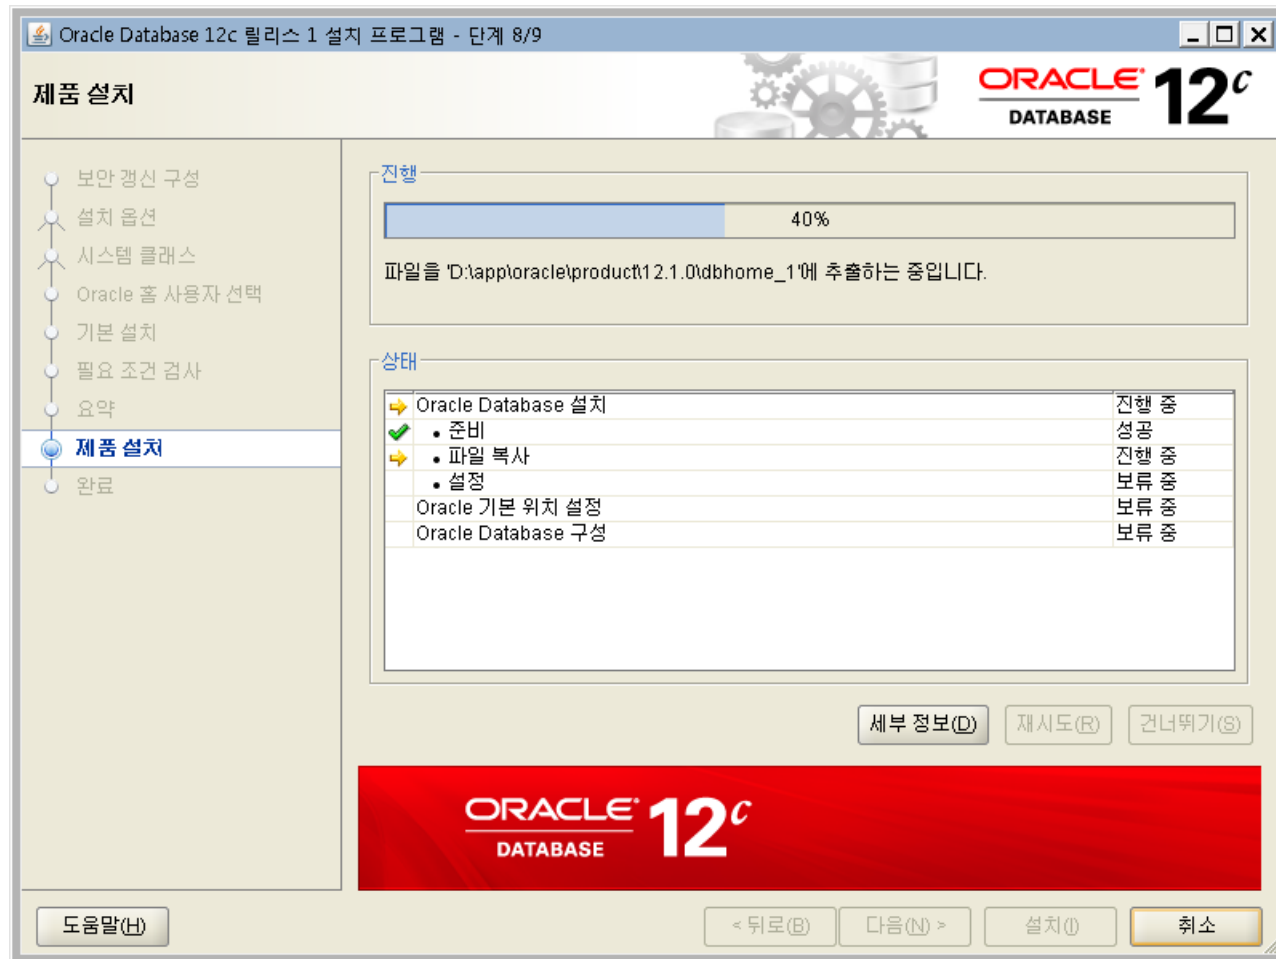 Oracle Database 12c 릴리스 1 설치 프로그램 - 단계 8/9
제품 설치
ORACLE DATABASE 12c
보안 갱신 구성
설치 옵션
시스템 클래스
Oracle 홈 사용자 선택
기본 설치
필요 조건 검사
요약
제품 설치
완료
진행
40%
파일을 'D:\app\oracle\product\12.1.0\dbhome_1'에 추출하는 중입니다.
상태
Oracle Database 설치 진행 중
• 준비 성공
• 파일 복사 진행 중
• 설정 보류 중
Oracle 기본 위치 설정 보류 중
Oracle Database 구성 보류 중
세부 정보(D) 재시도(R) 건너뛰기(S)
ORACLE DATABASE 12c
도움말(H) < 뒤로(B) 다음(N) > 설치(I) 취소